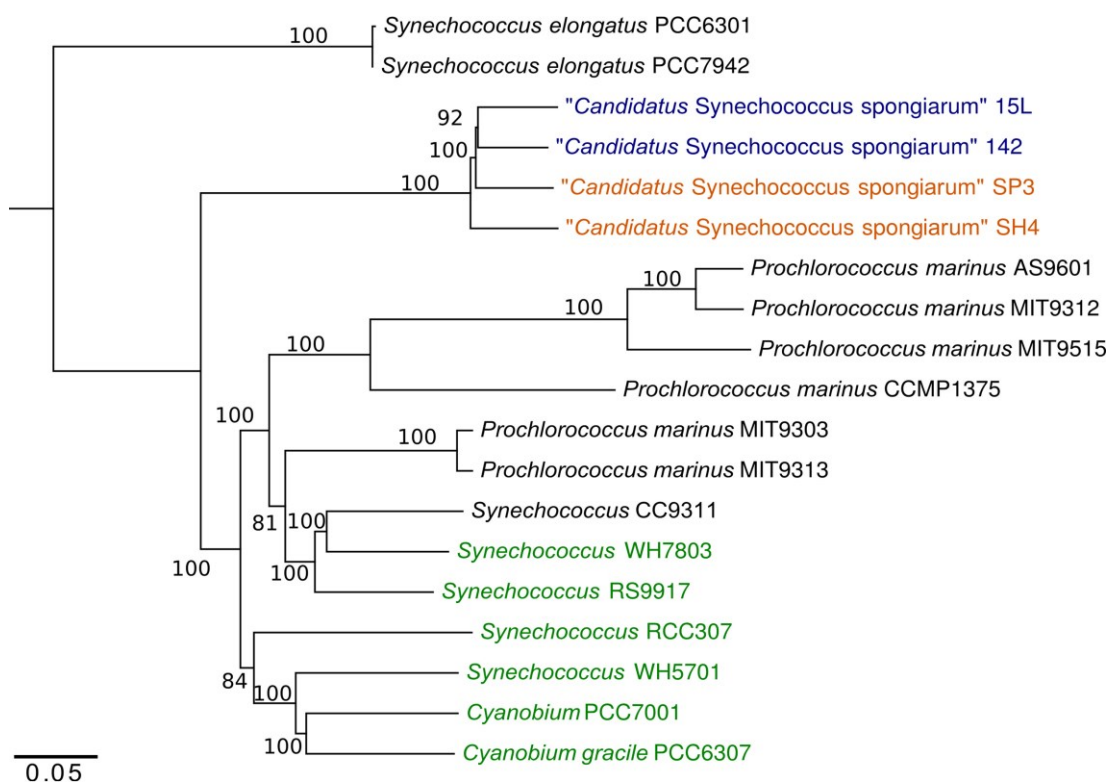 100
Synechococcus elongatus PCC6301
Synechococcus elongatus PCC7942
"Candidatus Synechococcus spongiarum" 15L
92
"Candidatus Synechococcus spongiarum" 142
100
100
"Candidatus Synechococcus spongiarum" SP3
"Candidatus Synechococcus spongiarum" SH4
Prochlorococcus marinus AS9601
100
Prochlorococcus marinus MIT9312
100
Prochlorococcus marinus MIT9515
100
Prochlorococcus marinus CCMP1375
100
Prochlorococcus marinus MIT9303
100
Prochlorococcus marinus MIT9313
Synechococcus CC9311
81
100
Synechococcus WH7803
100
100
Synechococcus RS9917
Synechococcus RCC307
84
Synechococcus WH5701
100
Cyanobium PCC7001
100
Cyanobium gracile PCC6307
0.05